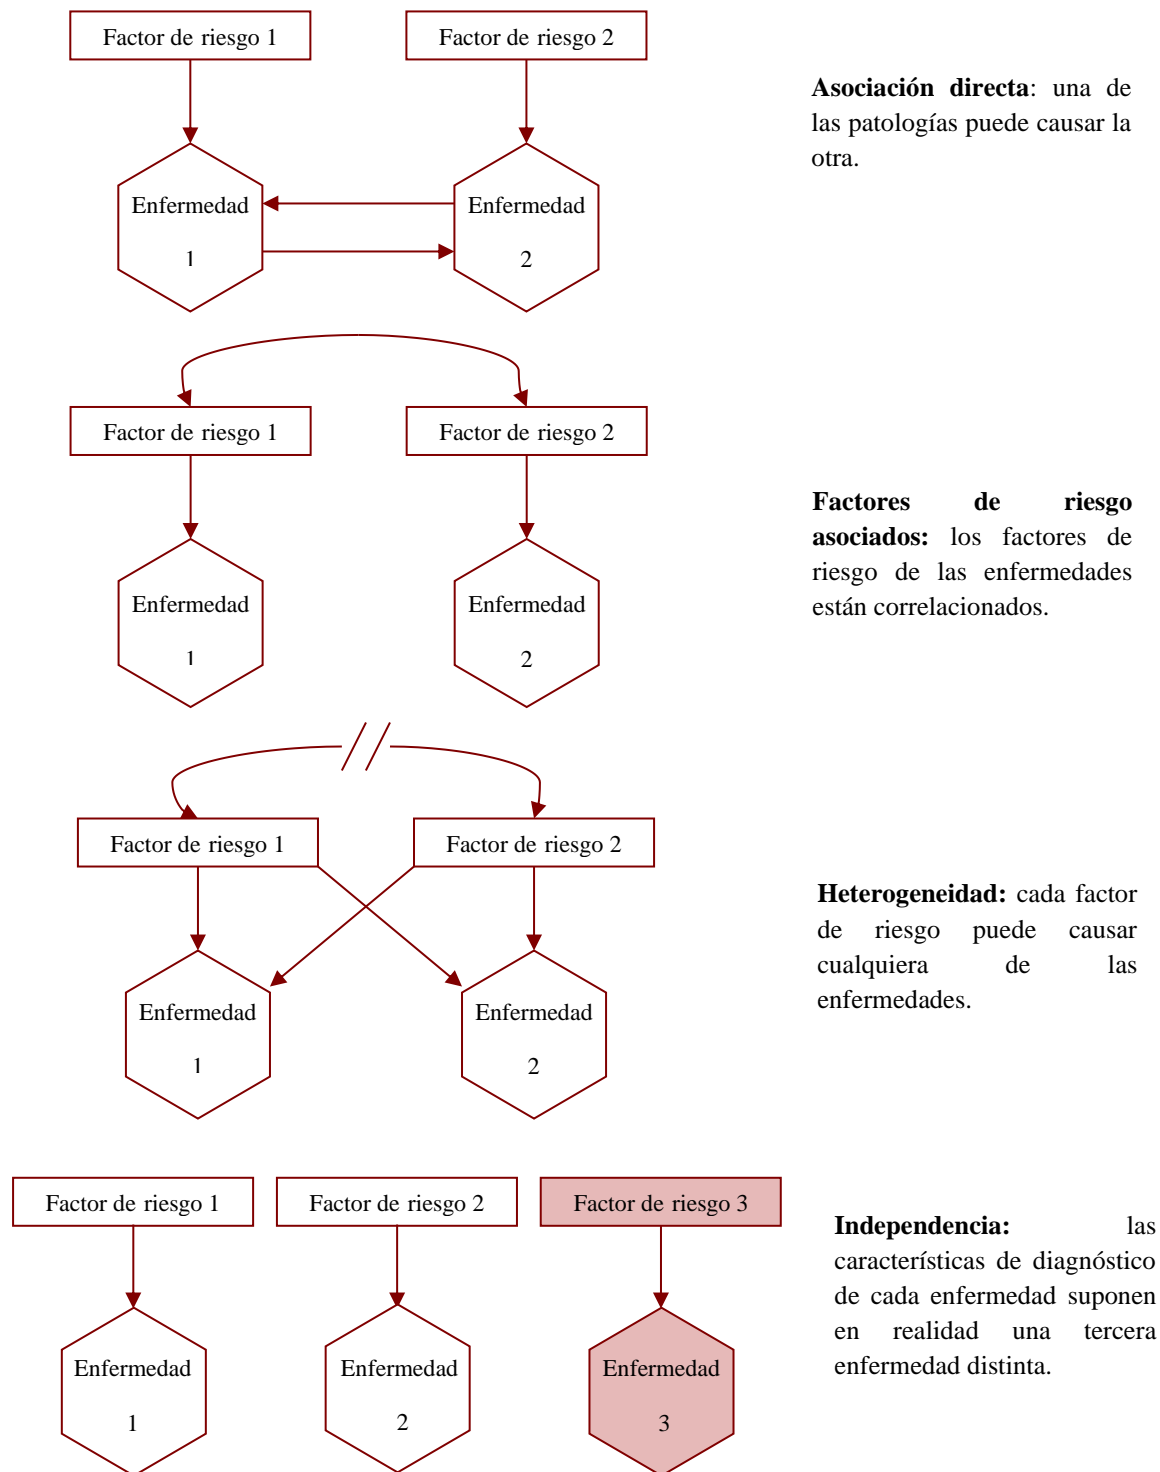 Factor de riesgo 1
Factor de riesgo 2
Enfermedad
1
Enfermedad
2
Asociación directa: una de
las patologías puede causar la
otra.
Factor de riesgo 1
Factor de riesgo 2
Enfermedad
1
Enfermedad
2
Factores de riesgo
asociados: los factores de
riesgo de las enfermedades
están correlacionados.
Factor de riesgo 1
Factor de riesgo 2
Enfermedad
1
Enfermedad
2
Heterogeneidad: cada factor
de riesgo puede causar
cualquiera de las
enfermedades.
Factor de riesgo 1
Factor de riesgo 2
Factor de riesgo 3
Enfermedad
1
Enfermedad
2
Enfermedad
3
Independencia: las
características de diagnóstico
de cada enfermedad suponen
en realidad una tercera
enfermedad distinta.